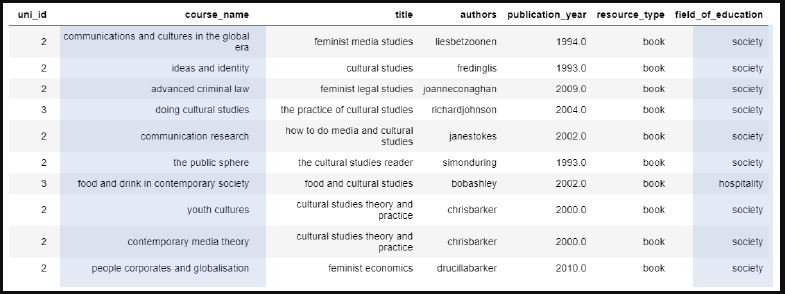 uni_id course_name title authors publication_year resource_type field_of_education
2 communications and cultures in the global era feminist media studies liesbetzoonen 1994.0 book society
2 ideas and identity cultural studies fredinglis 1993.0 book society
2 advanced criminal law feminist legal studies joanneconaghan 2009.0 book society
3 doing cultural studies the practice of cultural studies richardjohnson 2004.0 book society
2 communication research how to do media and cultural studies janestokes 2002.0 book society
2 the public sphere the cultural studies reader simonduring 1993.0 book society
3 food and drink in contemporary society food and cultural studies bobashley 2002.0 book hospitality
2 youth cultures cultural studies theory and practice chrisbarker 2000.0 book society
2 contemporary media theory cultural studies theory and practice chrisbarker 2000.0 book society
2 people corporates and globalisation feminist economics drucillabarker 2010.0 book society